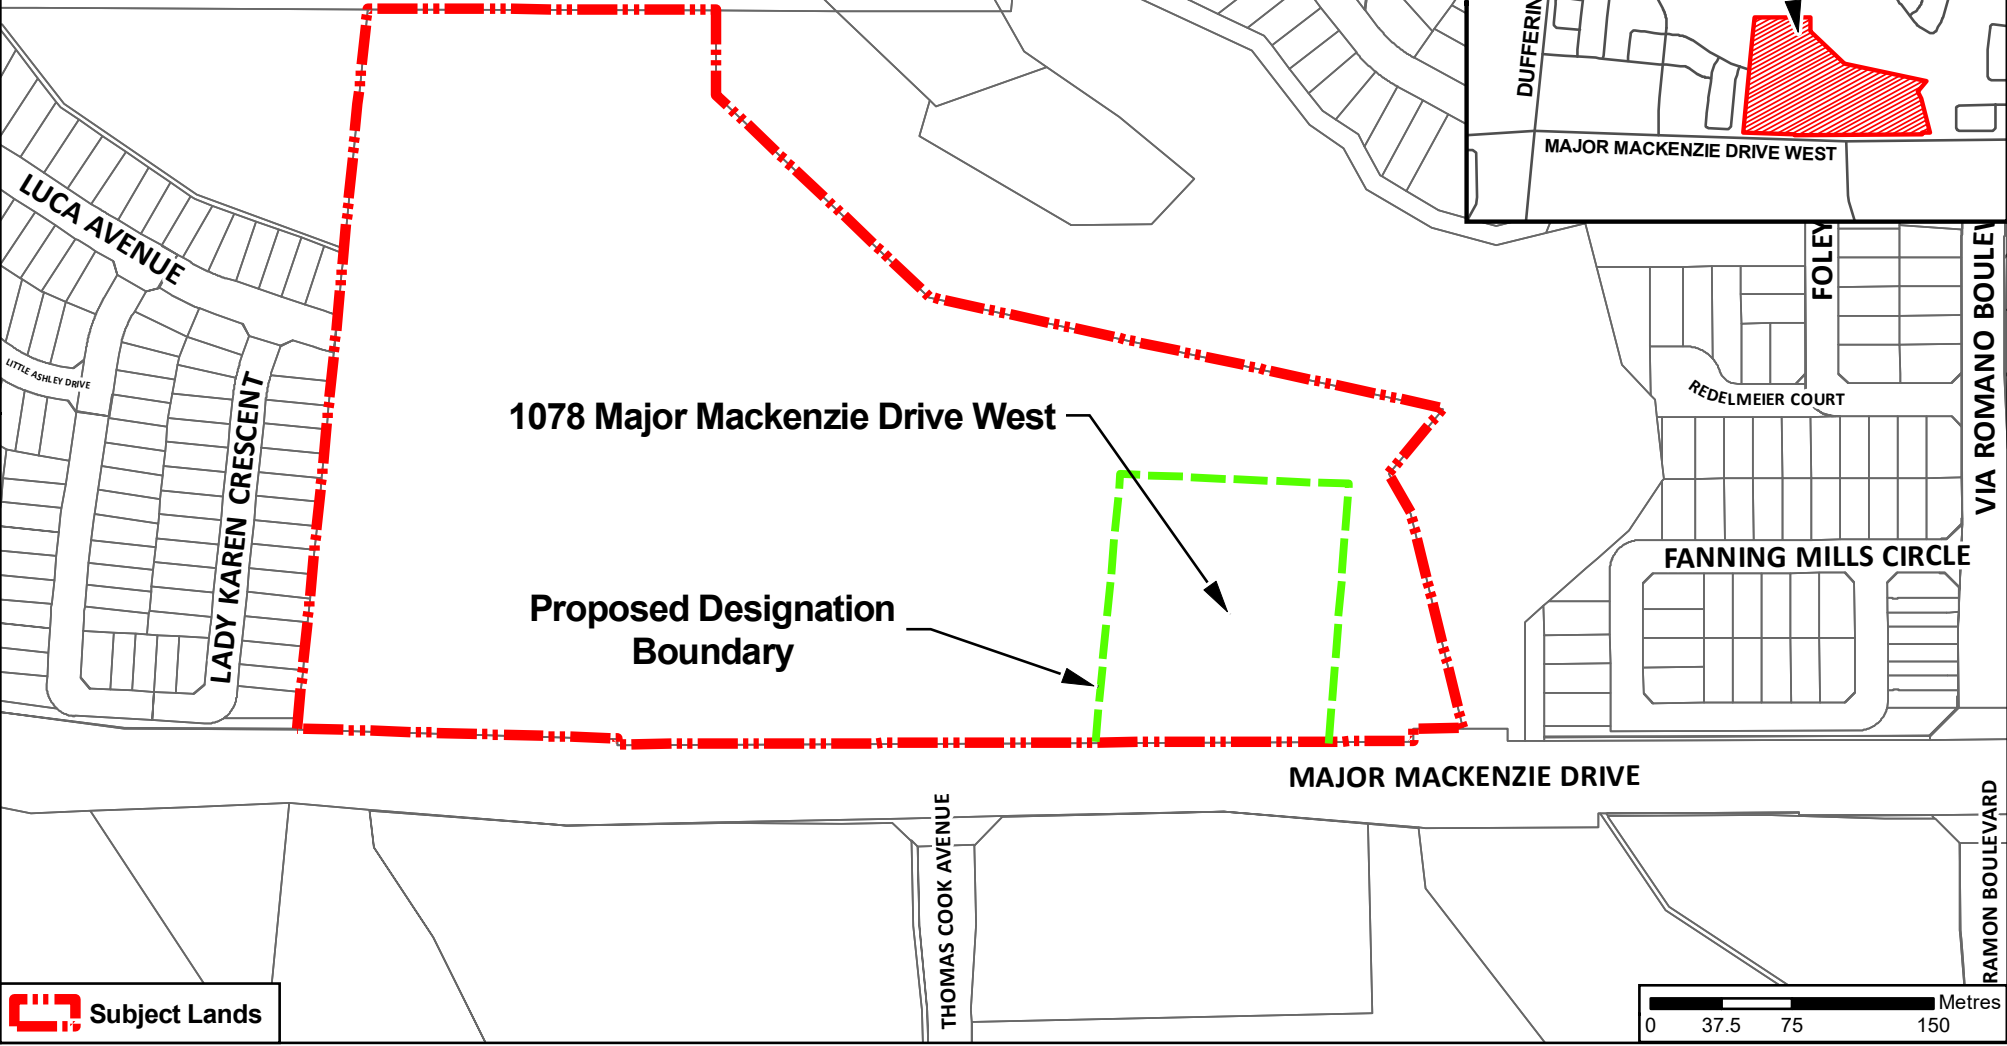 DUFFERIN
MAJOR MACKENZIE DRIVE WEST
LUCA AVENUE
LITTLE ASHLEY DRIVE
LADY KAREN CRESCENT
1078 Major Mackenzie Drive West
Proposed Designation
Boundary
FOLEY
REDELMEIER COURT
VIA ROMANO
FANNING MILLS CIRCLE
MAJOR MACKENZIE DRIVE
THOMAS COOK AVENUE
RAMON BOULEVARD
Subject Lands
Metres
0 37.5 75 150